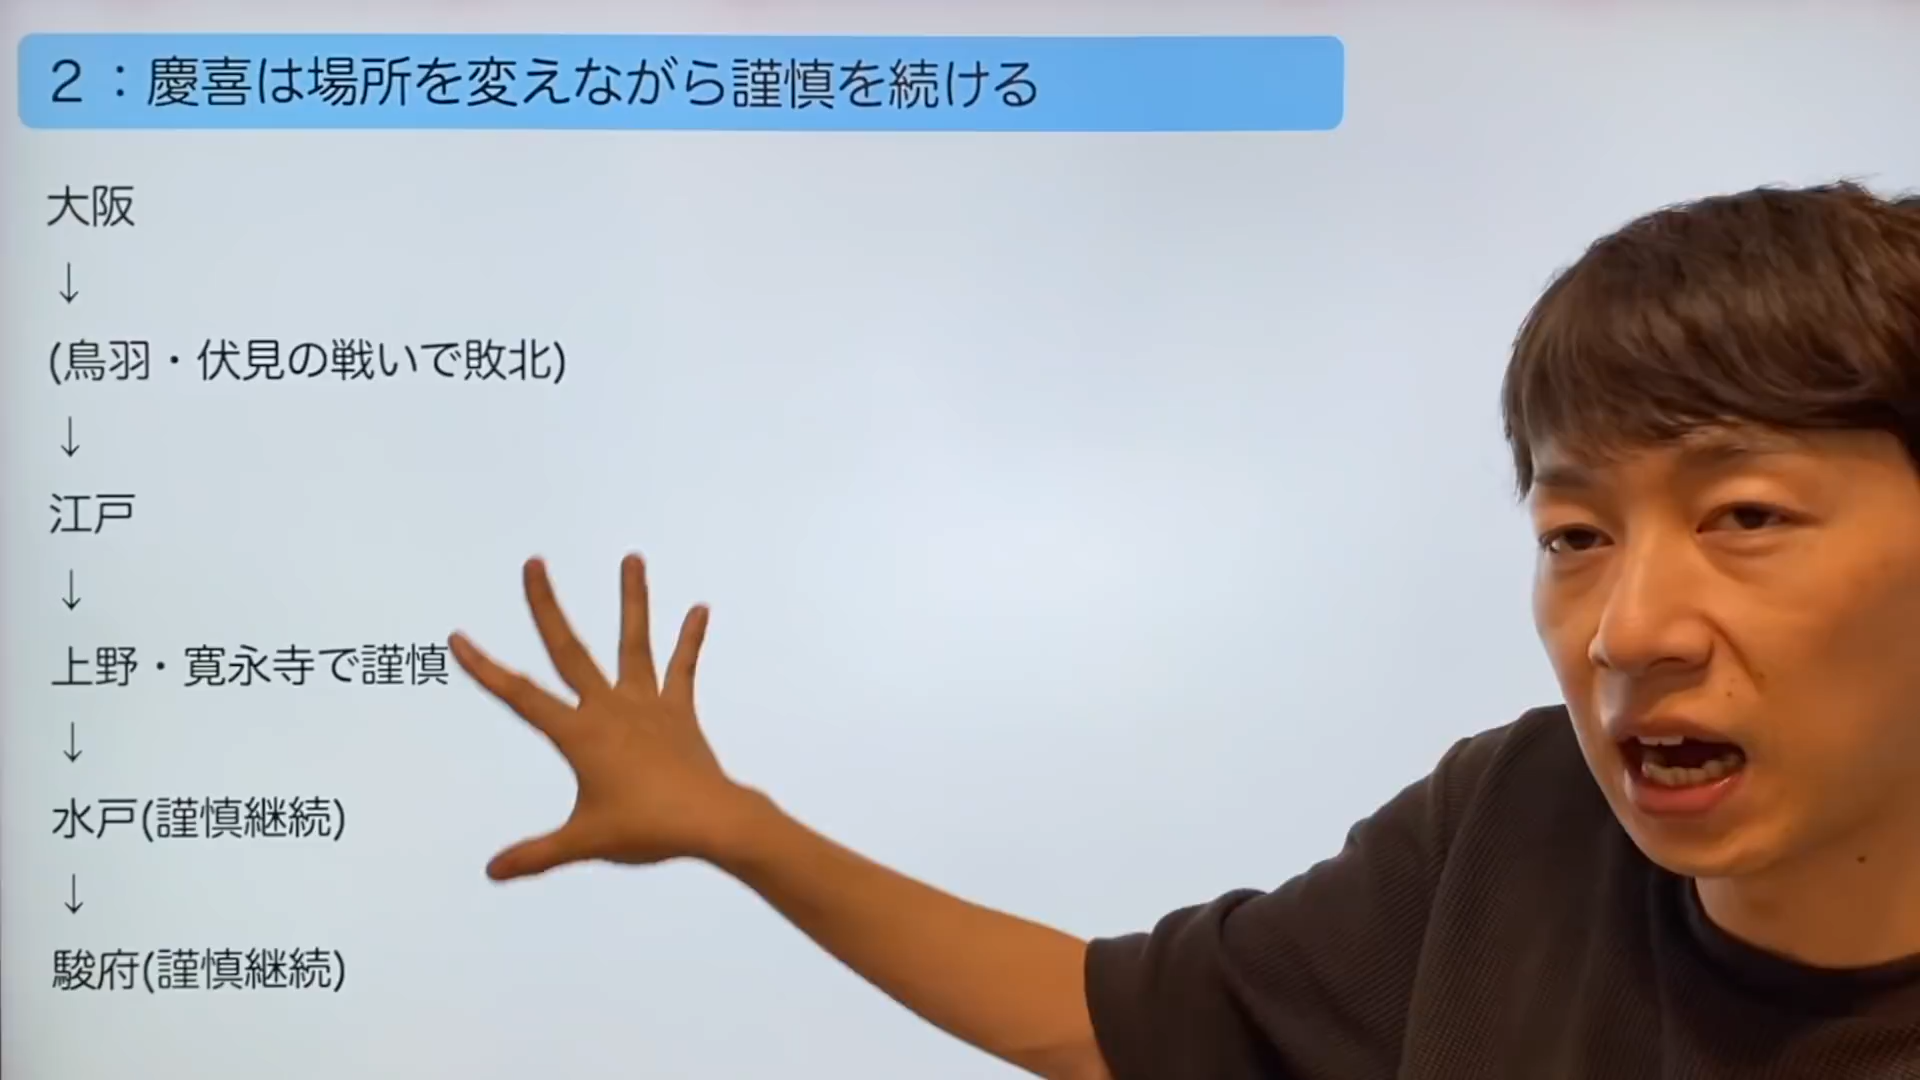 ２：慶喜は場所を変えながら謹慎を続ける
大阪
↓
(鳥羽・伏見の戦いで敗北)
↓
江戸
↓
上野・寛永寺で謹慎
↓
水戸(謹慎継続)
↓
駿府(謹慎継続)